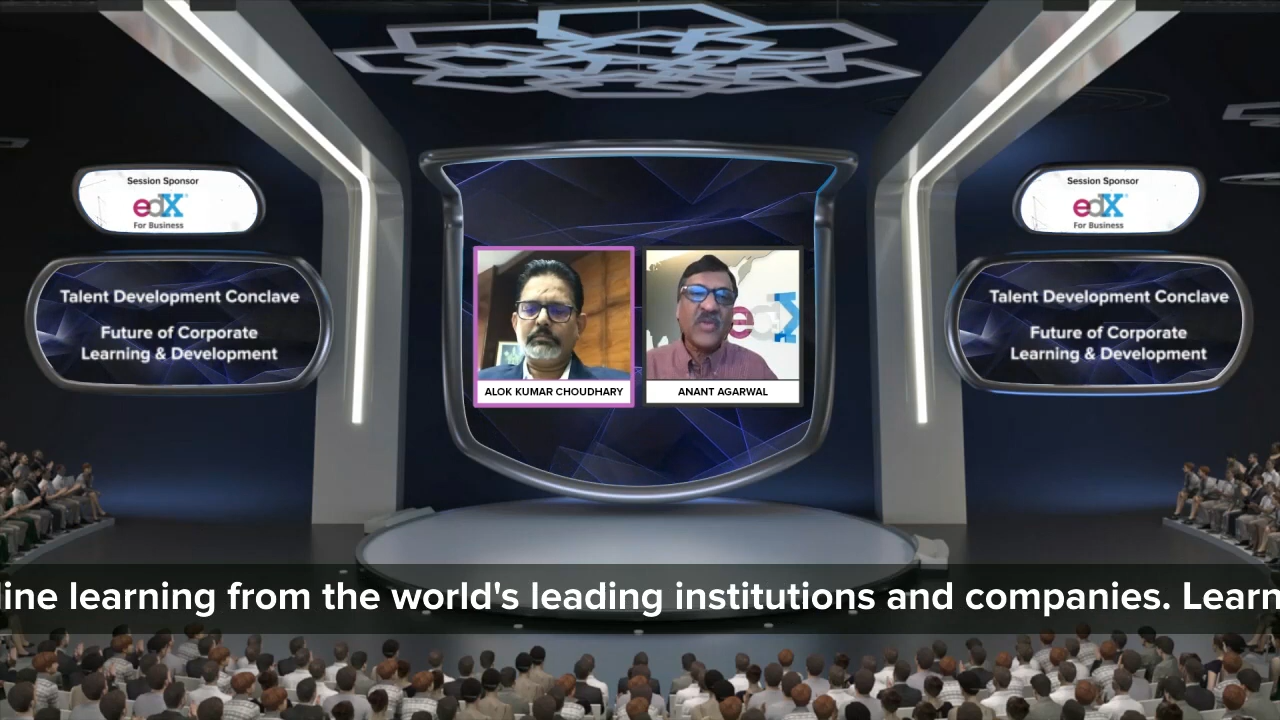 Session Sponsor
edX
For Business
Talent Development Conclave
Future of Corporate
Learning & Development
ALOK KUMAR CHOUDHARY
edX
ANANT AGARWAL
Session Sponsor
edX
For Business
Talent Development Conclave
Future of Corporate
Learning & Development
line learning from the world's leading institutions and companies. Learn